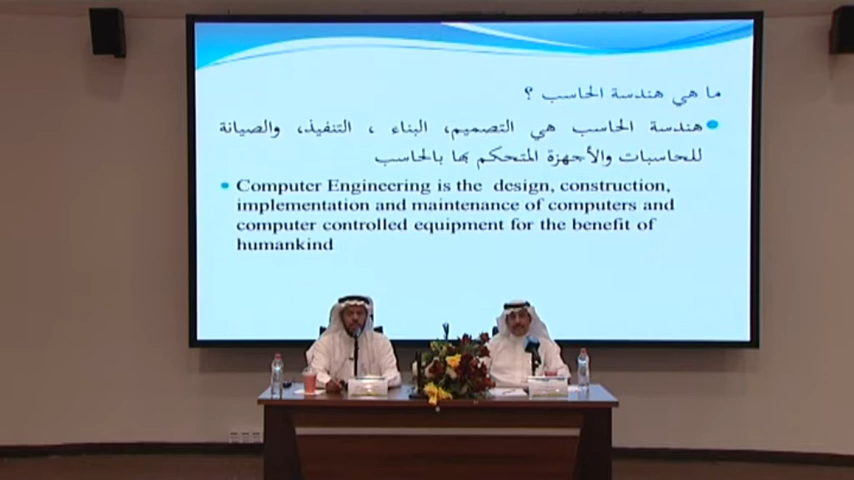 ما هي هندسة الحاسب ؟
هندسة الحاسب هي التصميم، البناء ، التنفيذ، والصيانة
للحاسبات والأجهزة المتحكم بها بالحاسب
Computer Engineering is the design, construction,
implementation and maintenance of computers and
computer controlled equipment for the benefit of
humankind